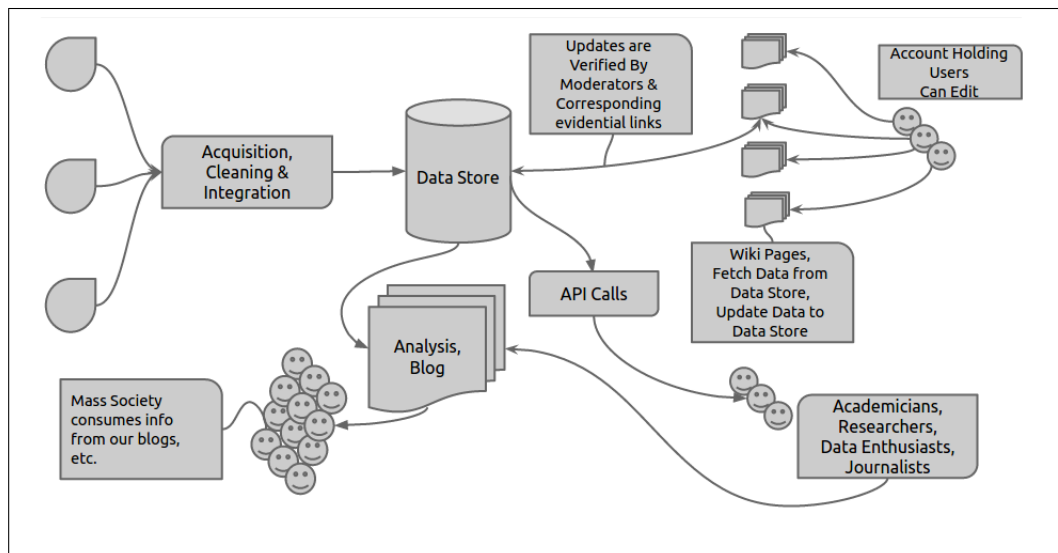 Updates are
Verified By
Moderators &
Corresponding
evidential links
Account Holding
Users
Can Edit
Acquisition,
Cleaning &
Integration
Data Store
Wiki Pages,
Fetch Data from
Data Store,
Update Data to
Data Store
API Calls
Analysis,
Blog
Mass Society
consumes info
from our blogs,
etc.
Academicians,
Researchers,
Data Enthusiasts,
Journalists